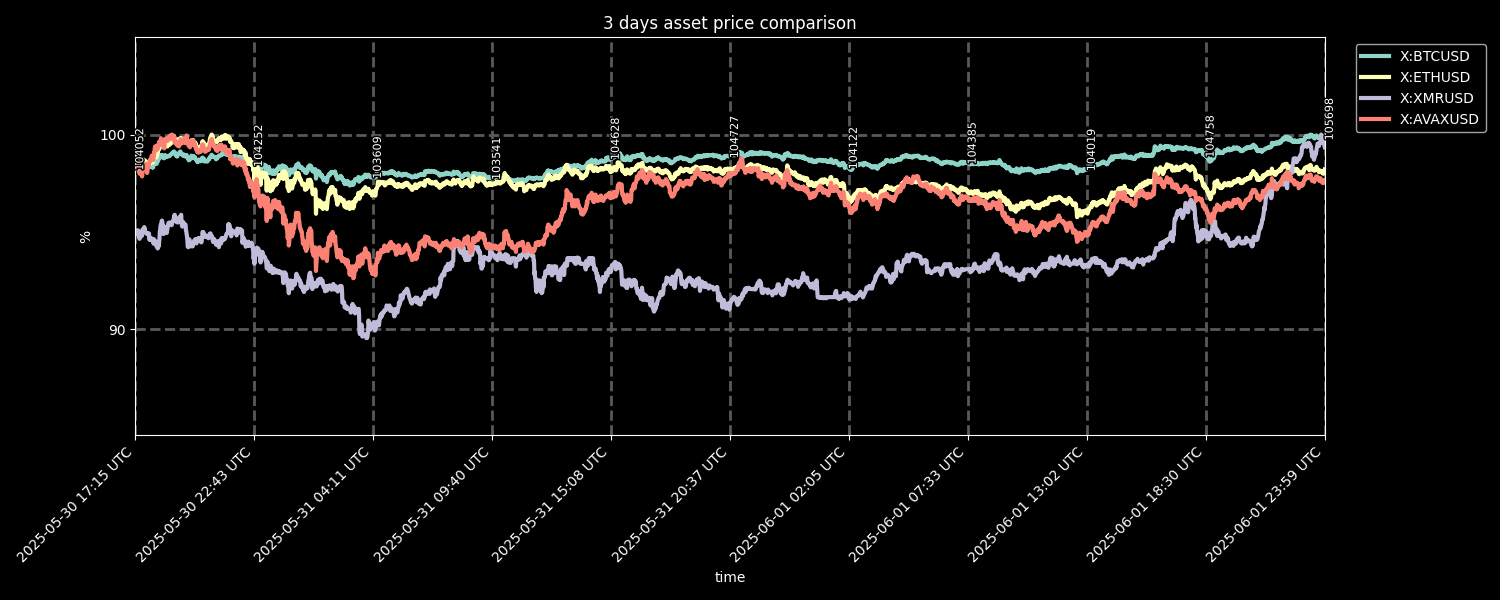 3 days asset price comparison
X:BTCUSD
X:ETHUSD
X:XMRUSD
X:AVAXUSD
100
90
%
104052
104252
103609
103541
104628
104727
104122
104385
104019
104758
105698
2025-05-30 17:15 UTC
2025-05-30 22:43 UTC
2025-05-31 04:11 UTC
2025-05-31 09:40 UTC
2025-05-31 15:08 UTC
2025-05-31 20:37 UTC
2025-06-01 02:05 UTC
2025-06-01 07:33 UTC
2025-06-01 13:02 UTC
2025-06-01 18:30 UTC
2025-06-01 23:59 UTC
time